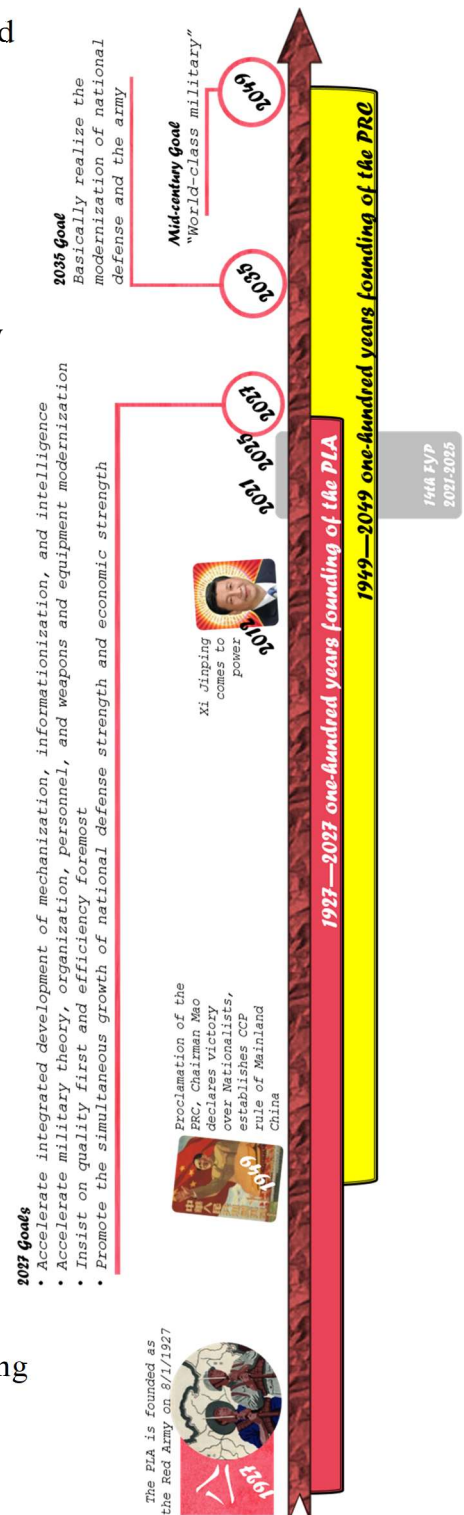 d
y
ng
2027 Goals
• Accelerate integrated development of mechanization, informationization, and intelligence
• Accelerate military theory, organization, personnel, and weapons and equipment modernization
• Insist on quality first and efficiency foremost
• Promote the simultaneous growth of national defense strength and economic strength
2035 Goal
Basically realize the
modernization of national
defense and the army
Mid-century Goal
"World-class military"
The PLA is founded as
the Red Army on 8/1/1927
1927
Proclamation of the
PRC, Chairman Mao
declares victory
over Nationalists,
establishes CCP
rule of Mainland
China
1949
Xi Jinping
comes to
power
2012
2021
2025
2027
2035
2049
1927—2027 one-hundred years founding of the PLA
1949—2049 one-hundred years founding of the PRC
14th FYP
2021-2025